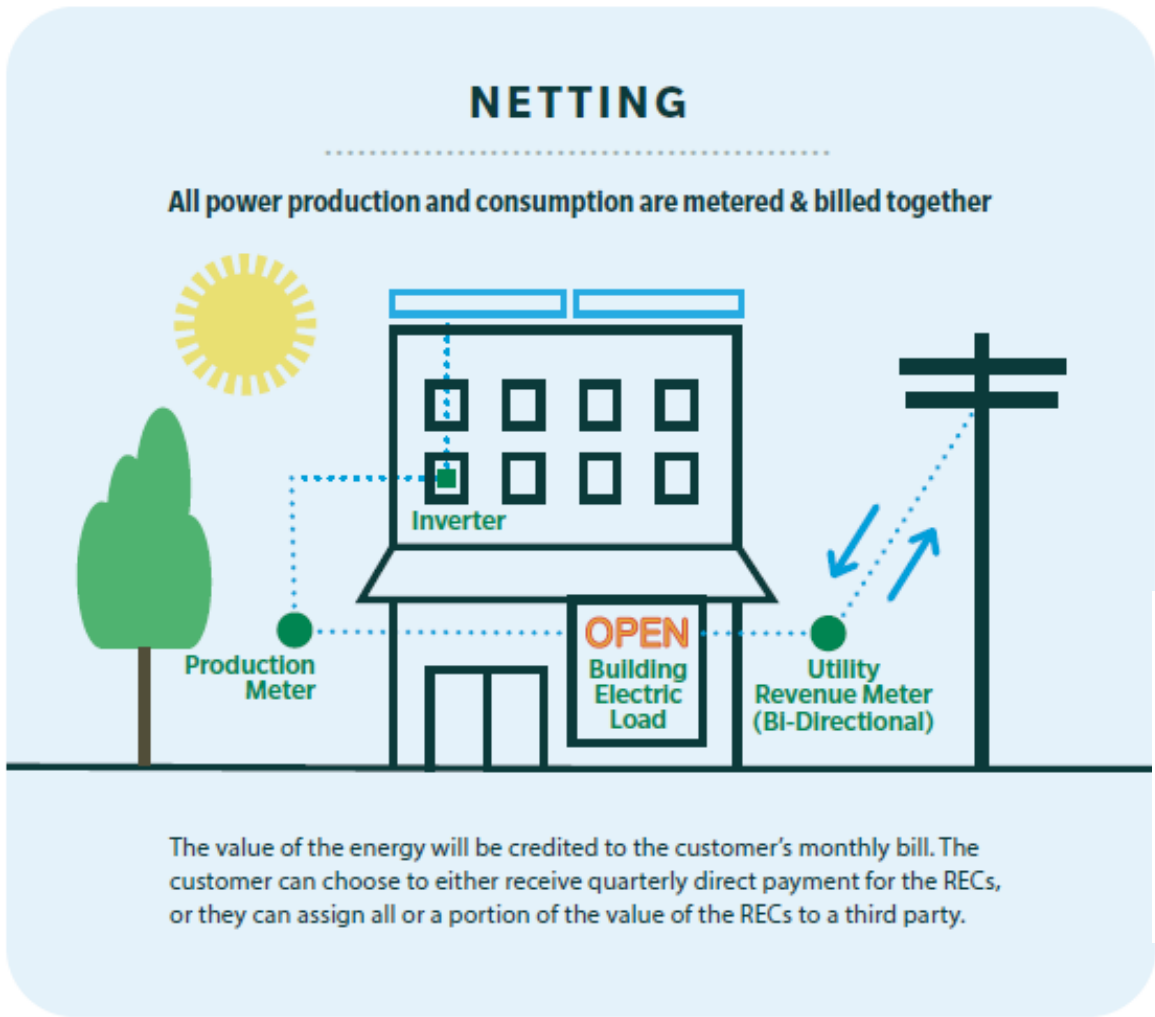 NETTING
All power production and consumption are metered & billed together
Inverter
OPEN
Building
Electric
Load
Production
Meter
Utility
Revenue Meter
(Bi-Directional)
The value of the energy will be credited to the customer’s monthly bill. The
customer can choose to either receive quarterly direct payment for the RECs,
or they can assign all or a portion of the value of the RECs to a third party.